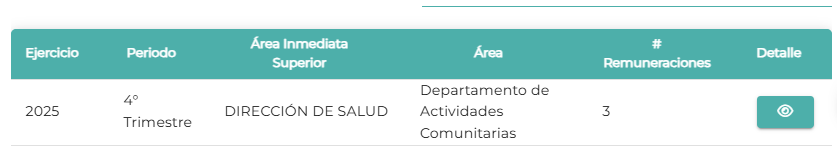 Ejercicio Periodo Área Inmediata Superior Área # Remuneraciones Detalle
2025 4° Trimestre DIRECCIÓN DE SALUD Departamento de Actividades Comunitarias 3